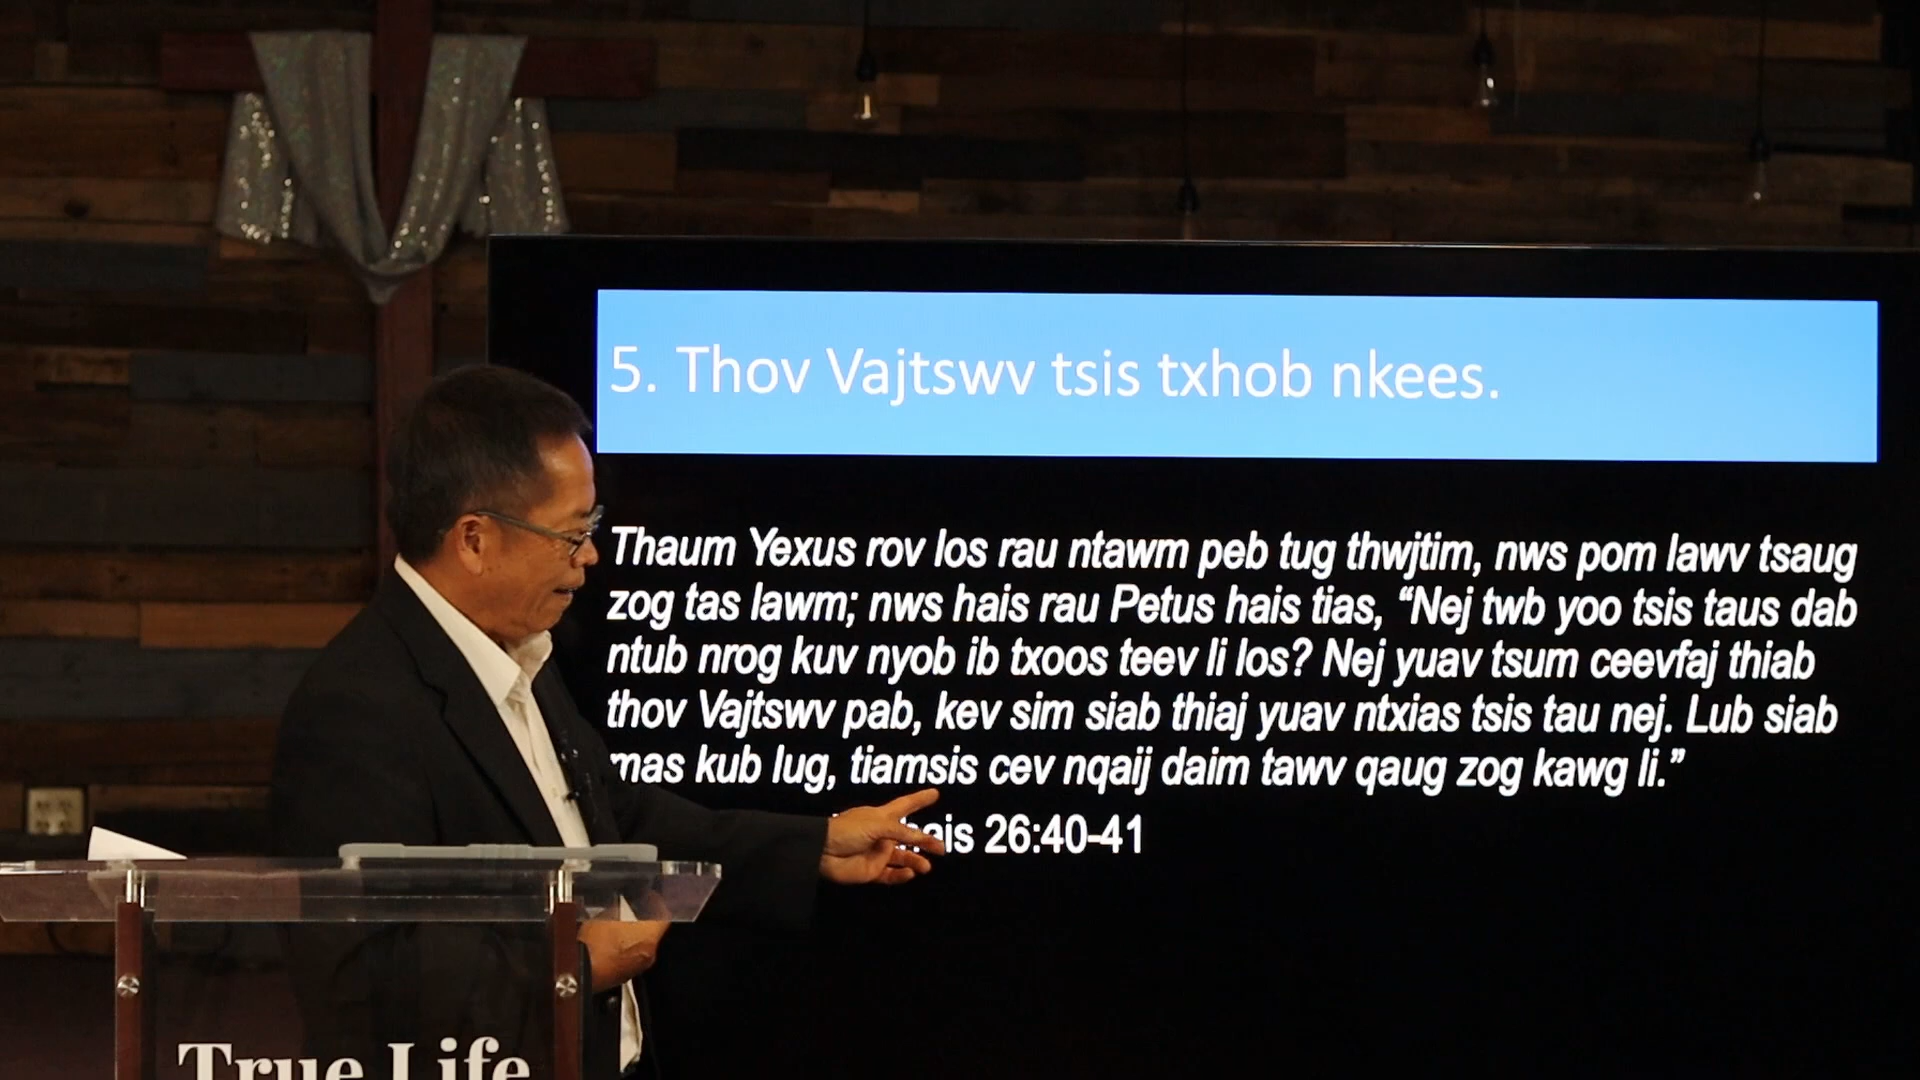 5. Thov Vajtswv tsis txhob nkees.
Thaum Yexus rov los rau ntawm peb tug thwjtim, nws pom lawv tsaug
zog tas lawm; nws hais rau Petus hais tias, “Nej twb yoo tsis taus dab
ntub nrog kuv nyob ib txoos teev li los? Nej yuav tsum ceevfaj thiab
thov Vajtswv pab, kev sim siab thiaj yuav ntxias tsis tau nej. Lub siab
mas kub lug, tiamsis cev nqaij daim tawv qaug zog kawg li.”
26:40-41
True Life